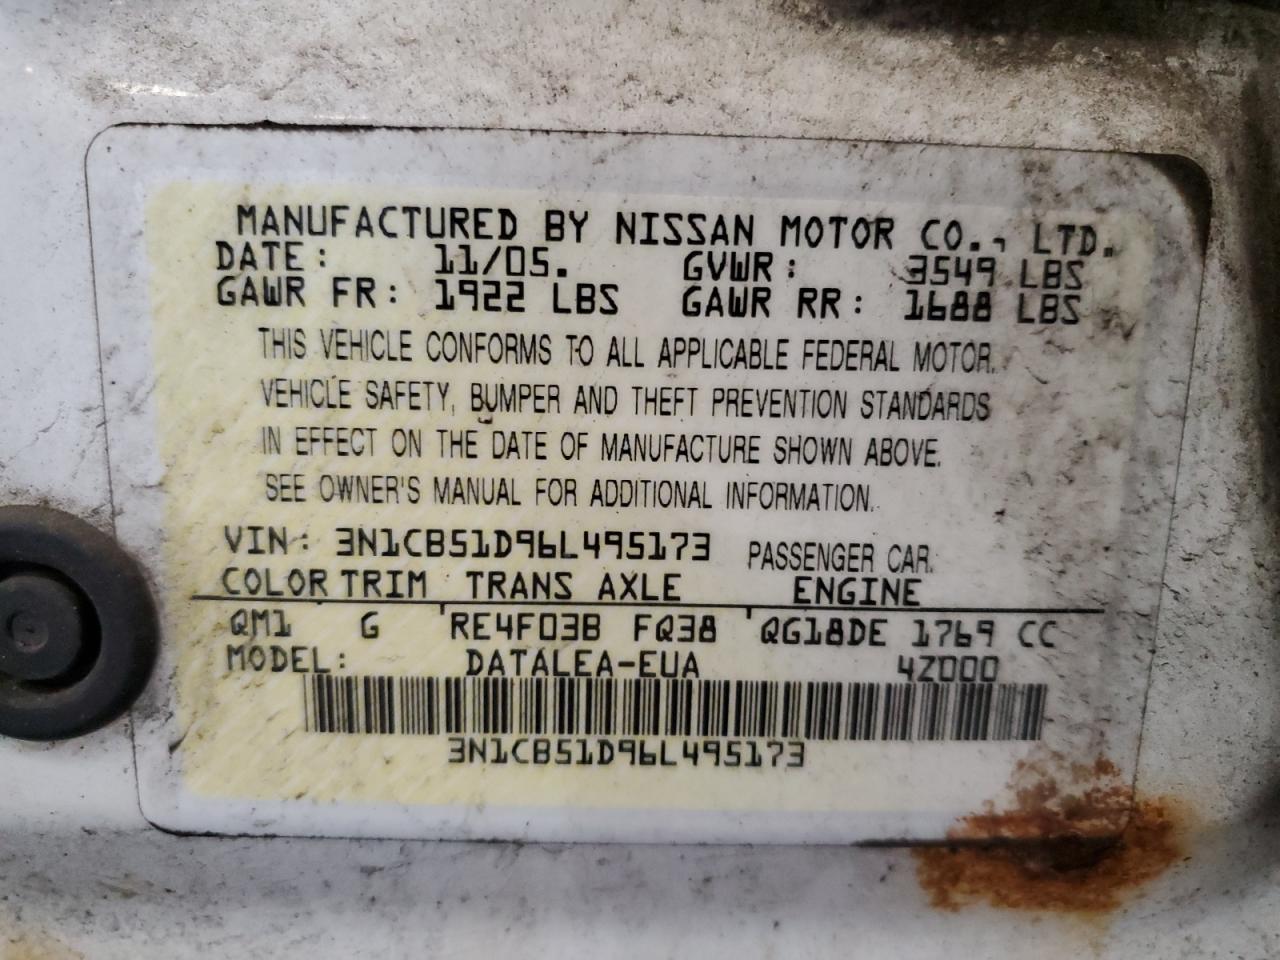 MANUFACTURED BY NISSAN MOTOR CO., LTD.
DATE: 11/05. GVWR: 3549 LBS
GAWR FR: 1922 LBS GAWR RR: 1688 LBS
THIS VEHICLE CONFORMS TO ALL APPLICABLE FEDERAL MOTOR
VEHICLE SAFETY, BUMPER AND THEFT PREVENTION STANDARDS
IN EFFECT ON THE DATE OF MANUFACTURE SHOWN ABOVE.
SEE OWNER'S MANUAL FOR ADDITIONAL INFORMATION.
VIN: 3N1CB51D96L495173 PASSENGER CAR.
COLOR TRIM TRANS AXLE ENGINE
QM1 G RE4F03B FQ38 QG18DE 1769 CC
MODEL: DATALEA-EUA 4Z000
3N1CB51D96L495173